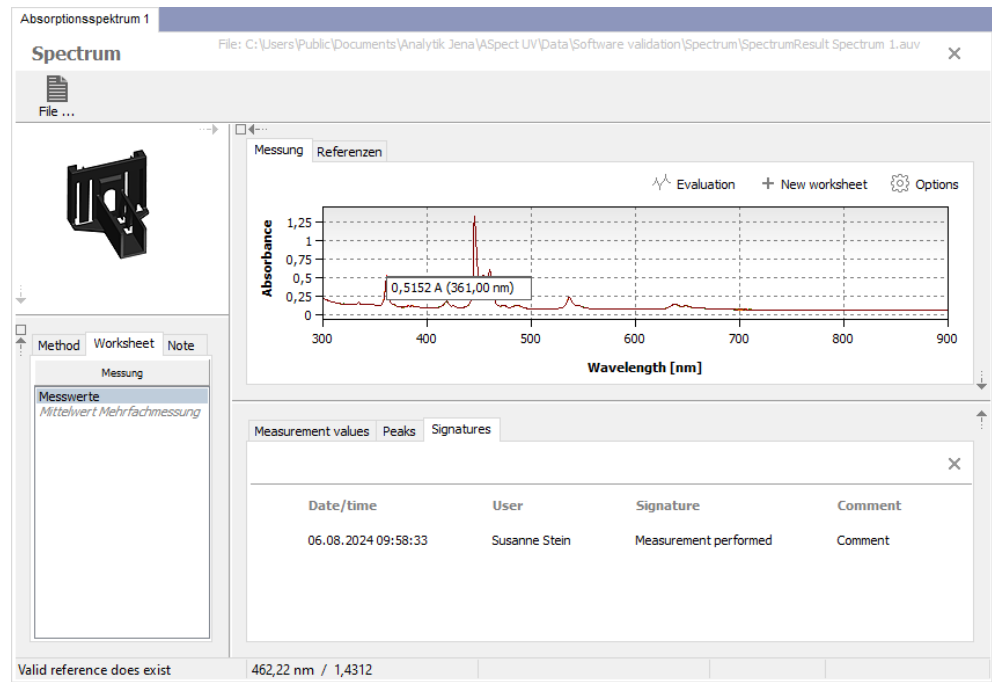 Absorptionsspektrum 1
Spectrum
File: C:\Users\Public\Documents\Analytik Jena\ASpect UV\Data\Software validation\Spectrum\SpectrumResult Spectrum 1.auv
File ...
Messung Referenzen
Evaluation + New worksheet Options
Absorbance
1,25
1
0,75
0,5
0,25
0
0,5152 A (361,00 nm)
300 400 500 600 700 800 900
Wavelength [nm]
Method Worksheet Note
Messung
Messwerte
Mittelwert Mehrfachmessung
Measurement values Peaks Signatures
Date/time User Signature Comment
06.08.2024 09:58:33 Susanne Stein Measurement performed Comment
Valid reference does exist 462,22 nm / 1,4312